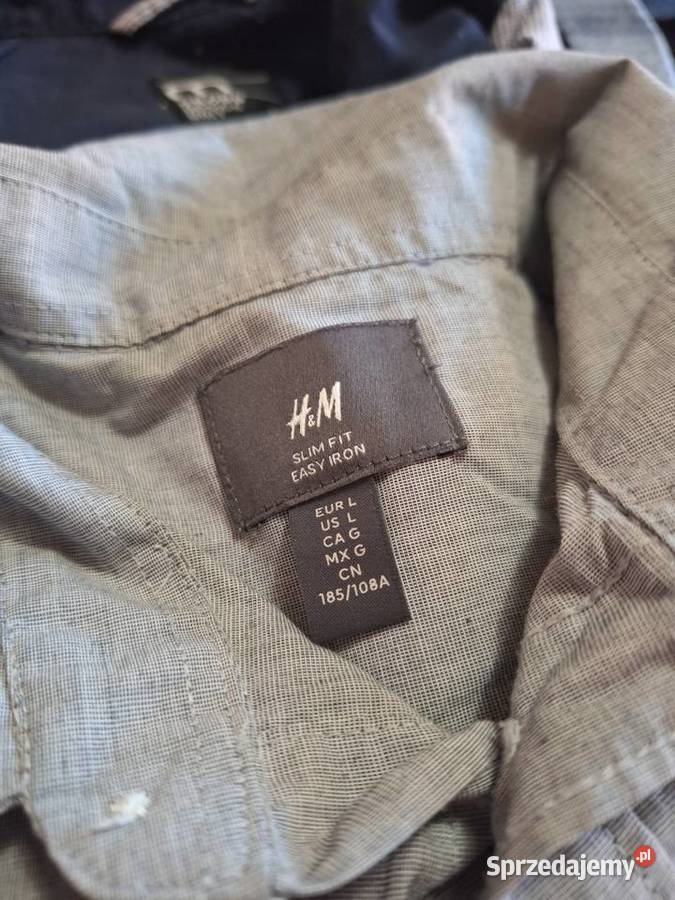 H&M
SLIM FIT
EASY IRON
EUR L
US L
CA G
MX G
CN
185/108A
Sprzedajemy.pl